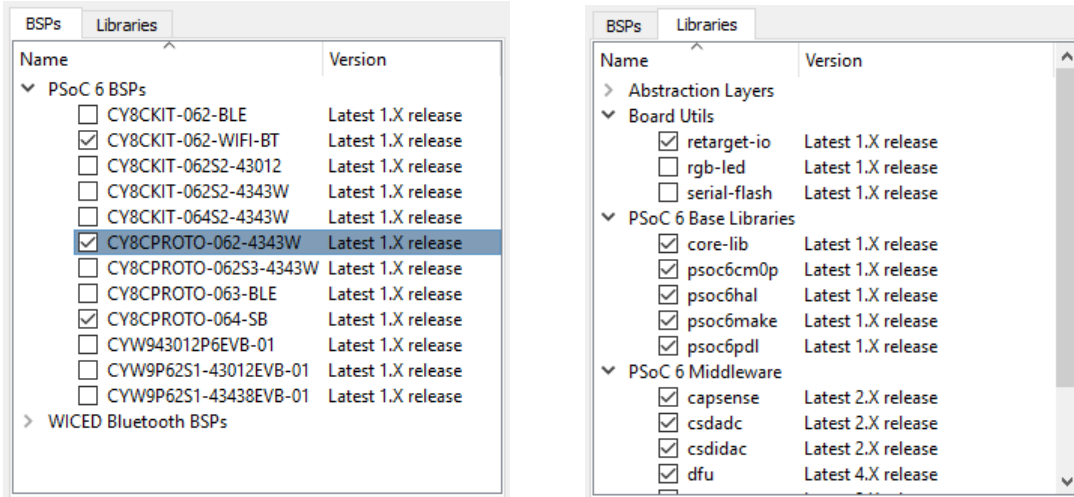 BSPs Libraries
Name Version
PSoC 6 BSPs
CY8CKIT-062-BLE Latest 1.X release
CY8CKIT-062-WIFI-BT Latest 1.X release
CY8CKIT-062S2-43012 Latest 1.X release
CY8CKIT-062S2-4343W Latest 1.X release
CY8CKIT-064S2-4343W Latest 1.X release
CY8CPROTO-062-4343W Latest 1.X release
CY8CPROTO-062S3-4343W Latest 1.X release
CY8CPROTO-063-BLE Latest 1.X release
CY8CPROTO-064-SB Latest 1.X release
CYW943012P6EVB-01 Latest 1.X release
CYW9P62S1-43012EVB-01 Latest 1.X release
CYW9P62S1-43438EVB-01 Latest 1.X release
WICED Bluetooth BSPs
BSPs Libraries
Name Version
Abstraction Layers
Board Utils
retarget-io Latest 1.X release
rgb-led Latest 1.X release
serial-flash Latest 1.X release
PSoC 6 Base Libraries
core-lib Latest 1.X release
psoc6cm0p Latest 1.X release
psoc6hal Latest 1.X release
psoc6make Latest 1.X release
psoc6pdl Latest 1.X release
PSoC 6 Middleware
capsense Latest 2.X release
csdadc Latest 2.X release
csdidac Latest 2.X release
dfu Latest 4.X release